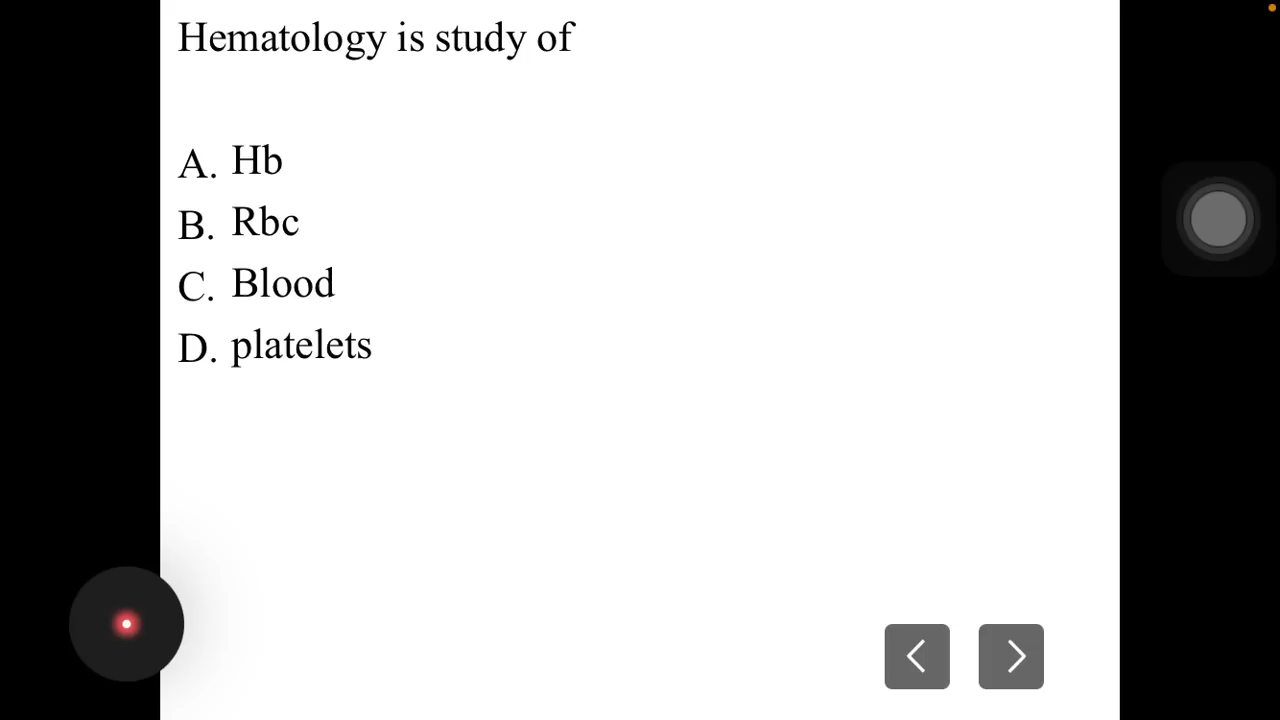 Hematology is study of
A. Hb
B. Rbc
C. Blood
D. platelets